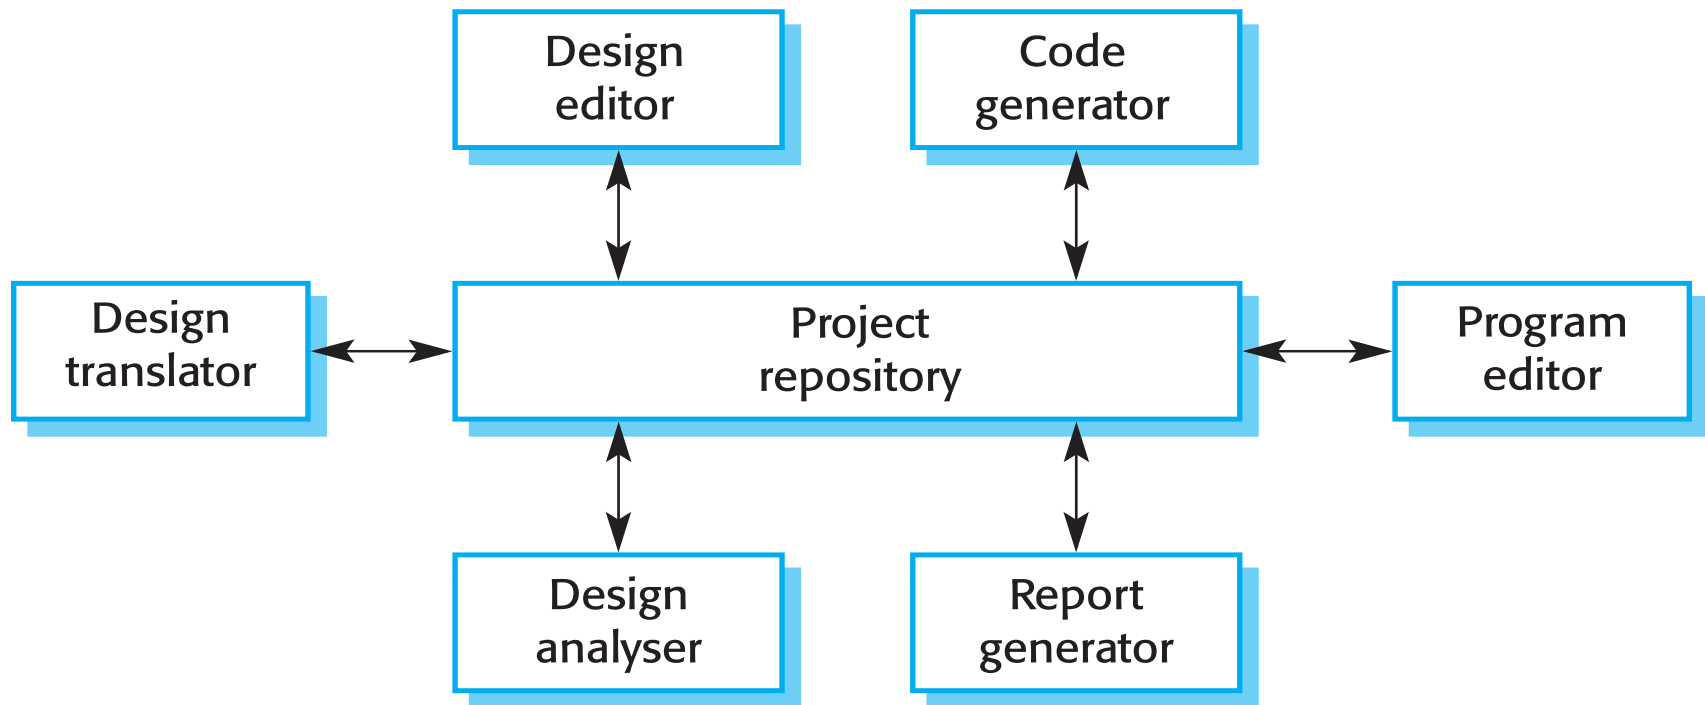 Design
editor
Code
generator
Design
translator
Project
repository
Program
editor
Design
analyser
Report
generator